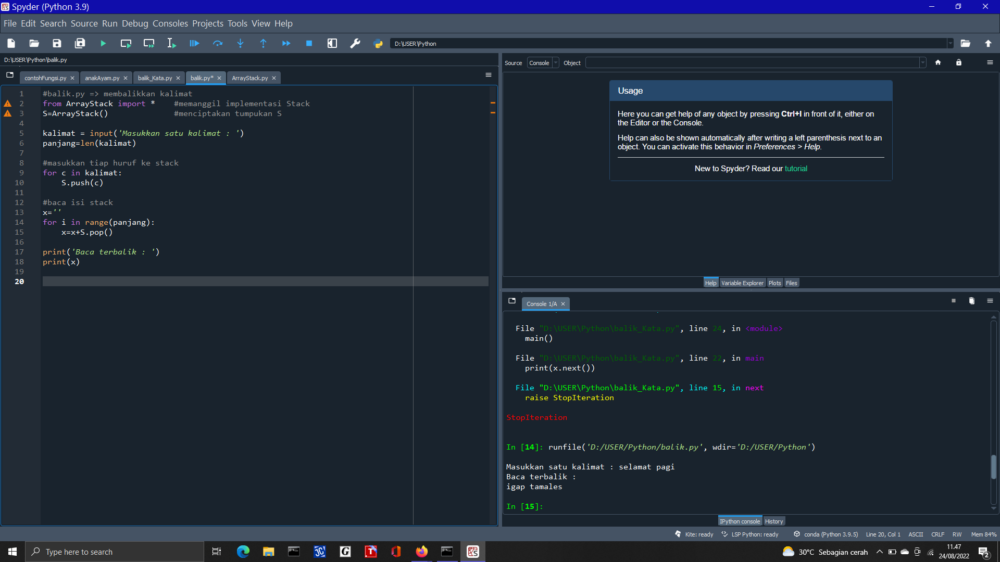 Spyder (Python 3.9)
File Edit Search Source Run Debug Consoles Projects Tools View Help
D:\USER\Python
D:\USER\Python\balik.py
contohFungsi.py anakAyam.py balik_Kata.py balik.py* ArrayStack.py
1 #balik.py => membalikkan kalimat
2 from ArrayStack import * #memanggil implementasi Stack
3 S=ArrayStack() #menciptakan tumpukan S
4
5 kalimat = input('Masukkan satu kalimat : ')
6 panjang=len(kalimat)
7
8 #masukkan tiap huruf ke stack
9 for c in kalimat:
10 S.push(c)
11
12 #baca isi stack
13 x=''
14 for i in range(panjang):
15 x=x+S.pop()
16
17 print('Baca terbalik : ')
18 print(x)
19
20
Source Console Object
Usage
Here you can get help of any object by pressing Ctrl+I in front of it, either on
the Editor or the Console.
Help can also be shown automatically after writing a left parenthesis next to an
object. You can activate this behavior in Preferences > Help.
New to Spyder? Read our tutorial
Help Variable Explorer Plots Files
Console 1/A
File "D:\USER\Python\balik_Kata.py", line 24, in <module>
main()
File "D:\USER\Python\balik_Kata.py", line 22, in main
print(x.next())
File "D:\USER\Python\balik_Kata.py", line 15, in next
raise StopIteration
StopIteration
In [14]: runfile('D:/USER/Python/balik.py', wdir='D:/USER/Python')
Masukkan satu kalimat : selamat pagi
Baca terbalik :
igap tamales
In [15]:
IPython console History
Kite: ready LSP Python: ready conda (Python 3.9.5) Line 20, Col 1 ASCII CRLF RW Mem 84%
Type here to search
30°C Sebagian cerah
11.47
24/08/2022
2